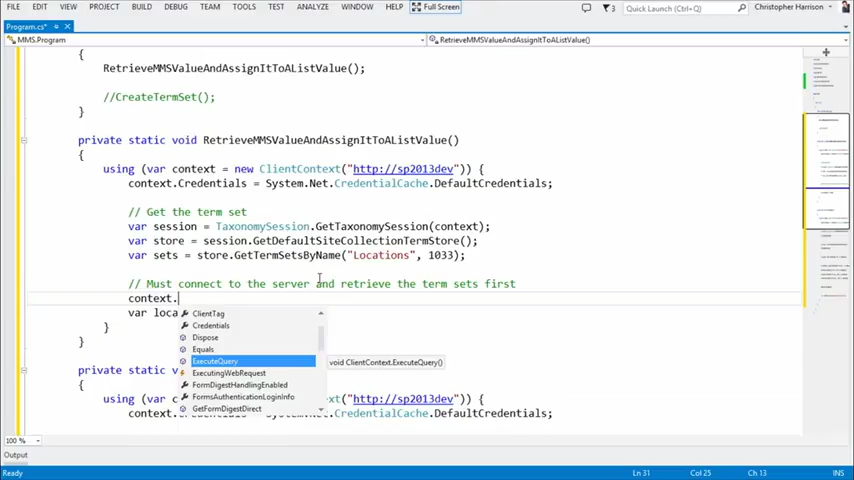 FILE EDIT VIEW PROJECT BUILD DEBUG TEAM TOOLS TEST ANALYZE WINDOW HELP Full Screen 3 Quick Launch (Ctrl+Q) Christopher Harrison
Program.cs*
MMS.Program RetrieveMMSValueAndAssignItToAListValue()
{
RetrieveMMSValueAndAssignItToAListValue();
//CreateTermSet();
}
private static void RetrieveMMSValueAndAssignItToAListValue()
{
using (var context = new ClientContext("http://sp2013dev")) {
context.Credentials = System.Net.CredentialCache.DefaultCredentials;
// Get the term set
var session = TaxonomySession.GetTaxonomySession(context);
var store = session.GetDefaultSiteCollectionTermStore();
var sets = store.GetTermSetsByName("Locations", 1033);
// Must connect to the server and retrieve the term sets first
context.
var loca
ClientTag
Credentials
Dispose
Equals
ExecuteQuery void ClientContext.ExecuteQuery()
ExecutingWebRequest
FormDigestHandlingEnabled
FormsAuthenticationLoginInfo
GetFormDigestDirect
}
}
private static v
{
using (var xt("http://sp2013dev")) {
context. = System.Net.CredentialCache.DefaultCredentials;
100 %
Output
Ready Ln 31 Col 25 Ch 13